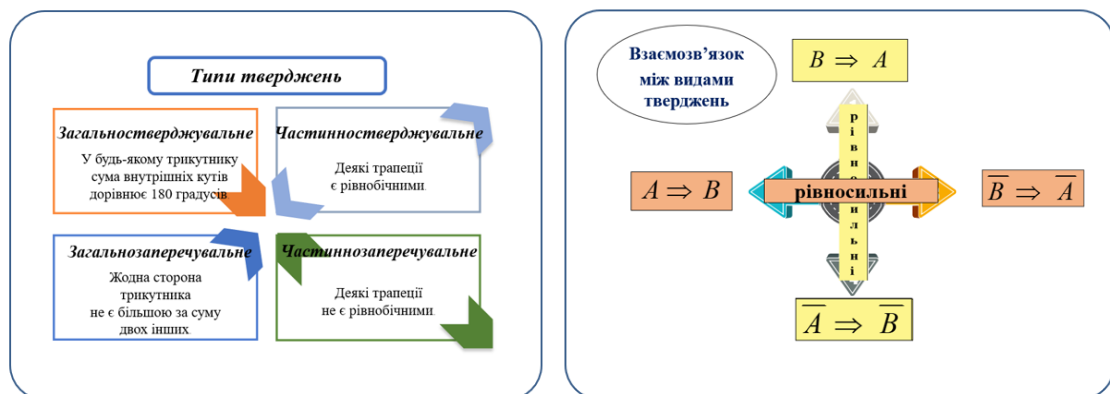 Типи тверджень
Загальностверджувальне
У будь-якому трикутнику
сума внутрішніх кутів
дорівнює 180 градусів
Частинностверджувальне
Деякі трапеції
є рівнобічними.
Загальнозаперечувальне
Жодна сторона
трикутника
не є більшою за суму
двох інших.
Частиннозаперечувальне
Деякі трапеції
не є рівнобічними.
Взаємозв’язок
між видами
тверджень
B ⇒ A
A ⇒ B
рівносильні
рівносильні
B̅ ⇒ A̅
A̅ ⇒ B̅